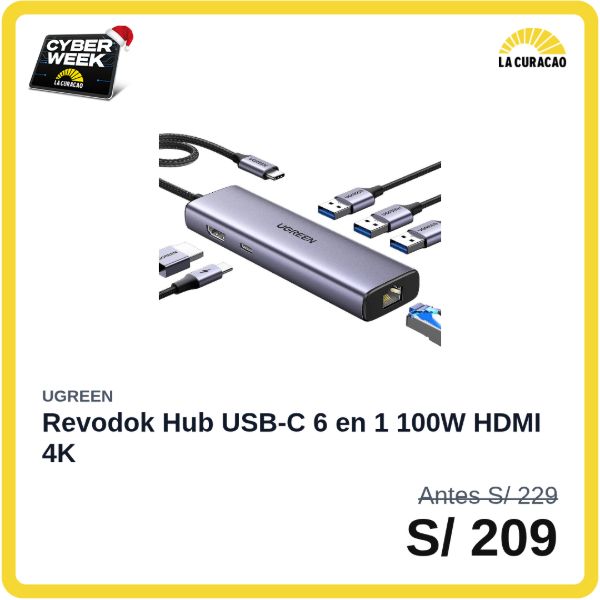 CYBER
WEEK
LA CURACAO
LA CURACAO
UGREEN
UGREEN
UGREEN
Revodok Hub USB-C 6 en 1 100W HDMI
4K
Antes S/ 229
S/ 209